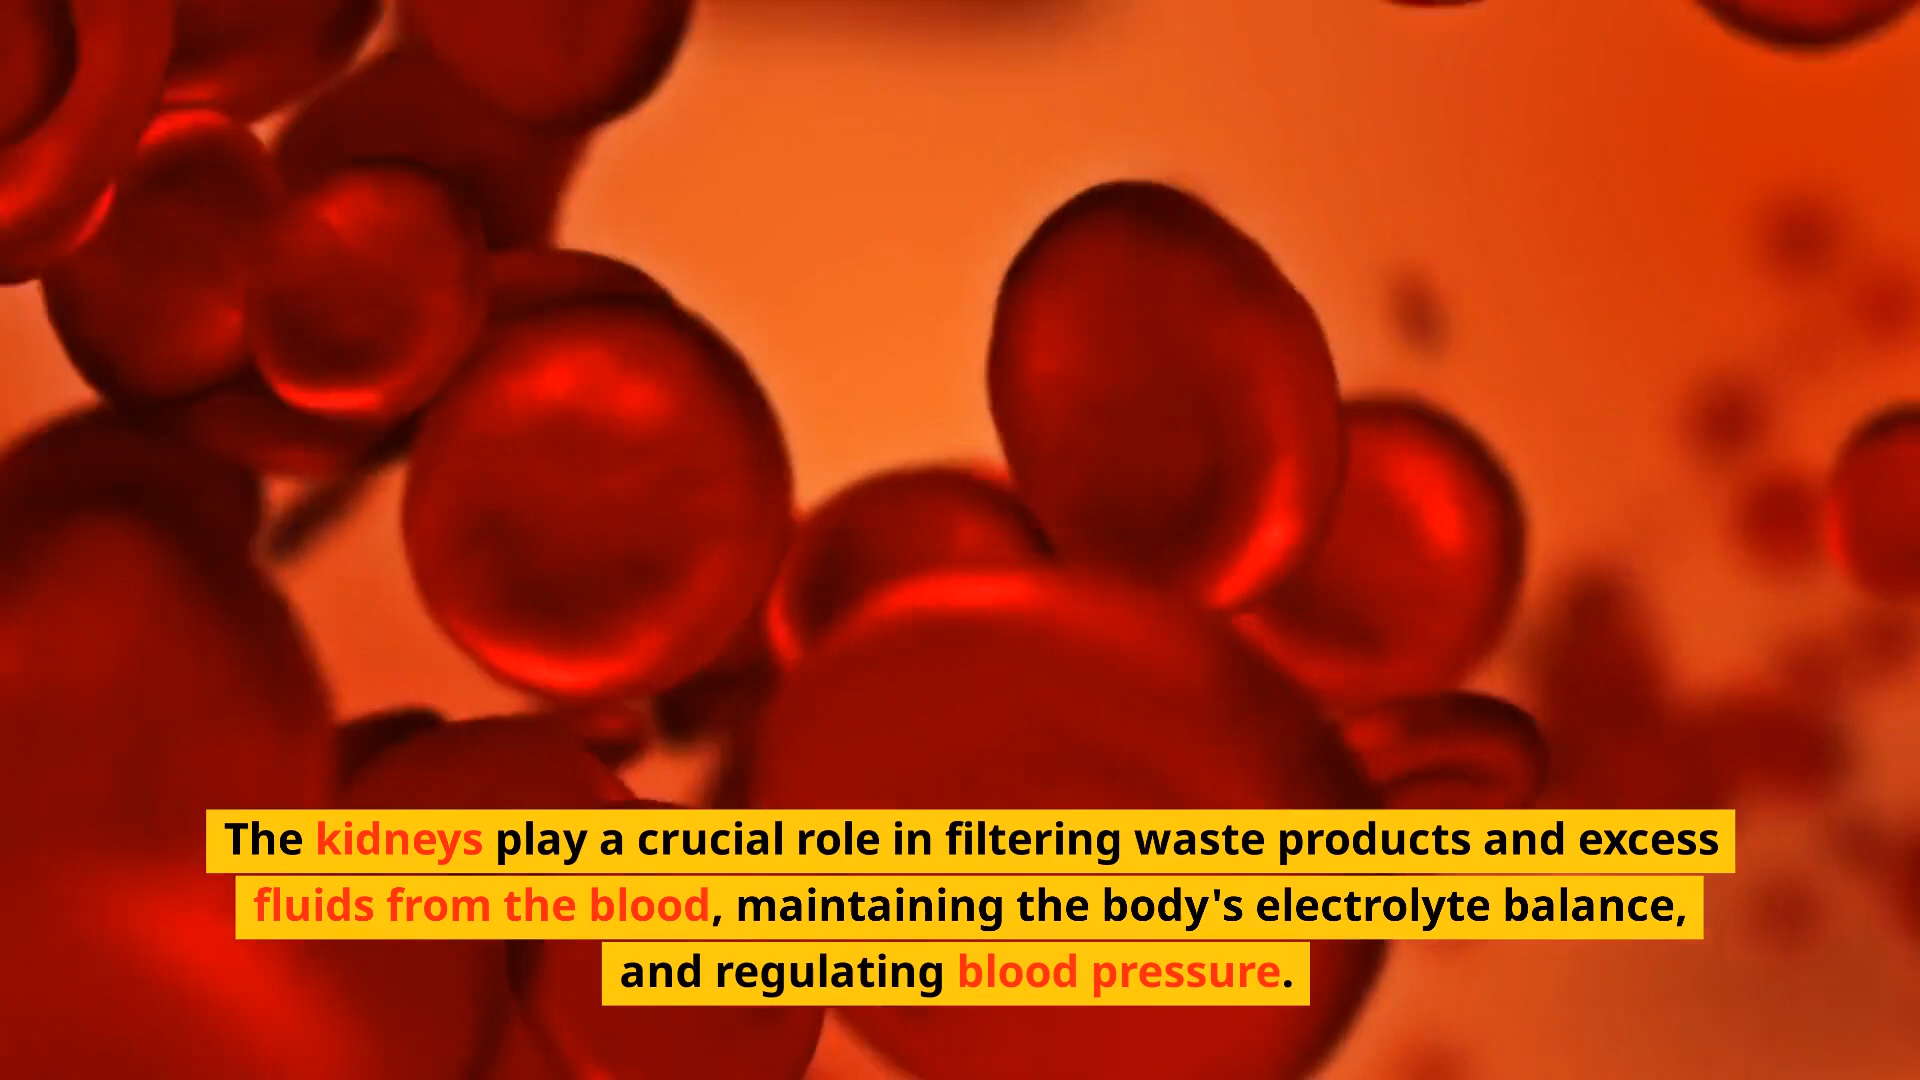 The kidneys play a crucial role in filtering waste products and excess
fluids from the blood, maintaining the body's electrolyte balance,
and regulating blood pressure.